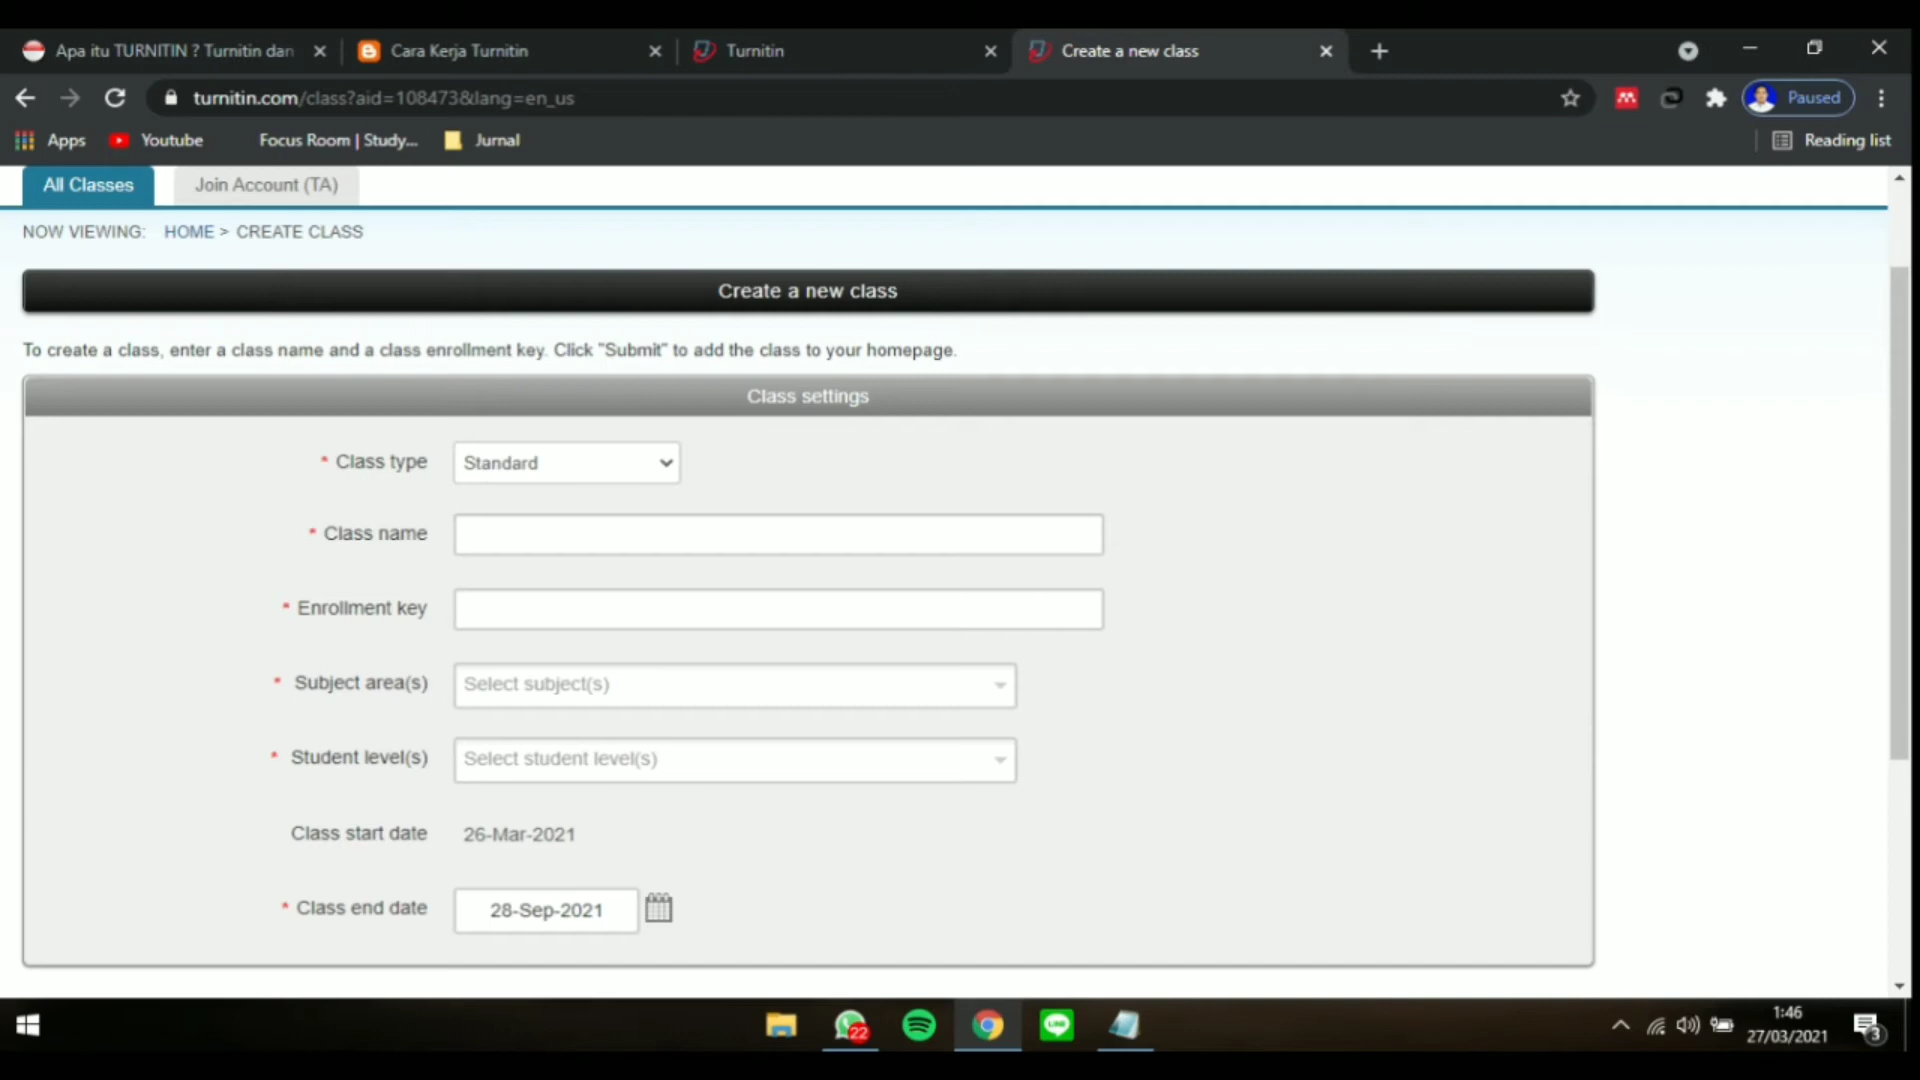 Apa itu TURNITIN ? Turnitin dan
Cara Kerja Turnitin
Turnitin
Create a new class
turnitin.com/class?aid=108473&lang=en_us
Paused
Apps
Youtube
Focus Room | Study...
Jurnal
Reading list
All Classes
Join Account (TA)
NOW VIEWING: HOME > CREATE CLASS
Create a new class
To create a class, enter a class name and a class enrollment key. Click "Submit" to add the class to your homepage.
Class settings
* Class type Standard
* Class name
* Enrollment key
* Subject area(s) Select subject(s)
* Student level(s) Select student level(s)
Class start date 26-Mar-2021
* Class end date 28-Sep-2021
22
LINE
1:46
27/03/2021
3